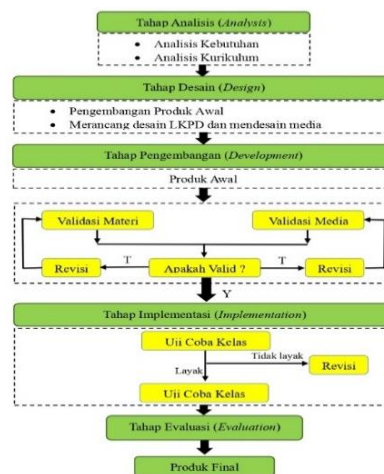 Tahap Analisis (Analysis)
• Analisis Kebutuhan
• Analisis Kurikulum
Tahap Desain (Design)
• Pengembangan Produk Awal
• Merancang desain LKPD dan mendesain media
Tahap Pengembangan (Development)
Produk Awal
Validasi Materi
Validasi Media
Revisi
T
Apakah Valid ?
T
Revisi
Y
Tahap Implementasi (Implementation)
Uji Coba Kelas
Tidak layak
Layak
Revisi
Uji Coba Kelas
Tahap Evaluasi (Evaluation)
Produk Final